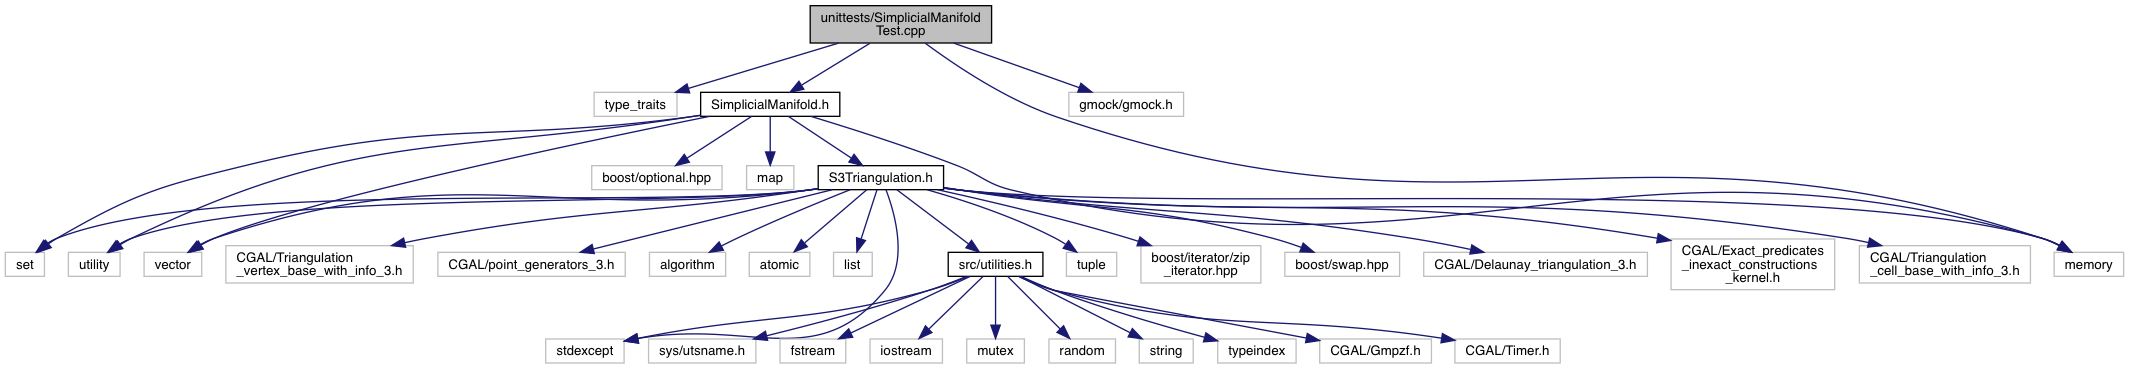 unittests/SimplicialManifold
Test.cpp
type_traits
SimplicialManifold.h
gmock/gmock.h
boost/optional.hpp
map
S3Triangulation.h
set
utility
vector
CGAL/Triangulation
_vertex_base_with_info_3.h
CGAL/point_generators_3.h
algorithm
atomic
list
src/utilities.h
tuple
boost/iterator/zip
_iterator.hpp
boost/swap.hpp
CGAL/Delaunay_triangulation_3.h
CGAL/Exact_predicates
_inexact_constructions
_kernel.h
CGAL/Triangulation
_cell_base_with_info_3.h
memory
stdexcept
sys/utsname.h
fstream
iostream
mutex
random
string
typeindex
CGAL/Gmpzf.h
CGAL/Timer.h